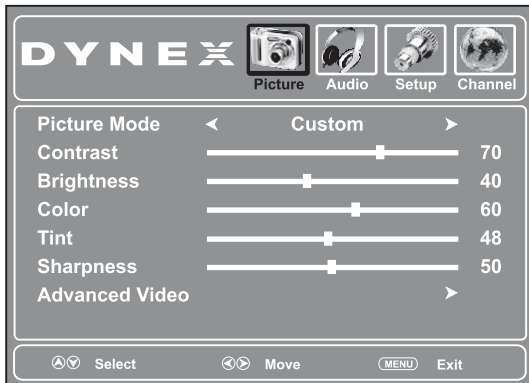 DYNEX
Picture Audio Setup Channel
Picture Mode Custom
Contrast 70
Brightness 40
Color 60
Tint 48
Sharpness 50
Advanced Video
Select Move MENU Exit